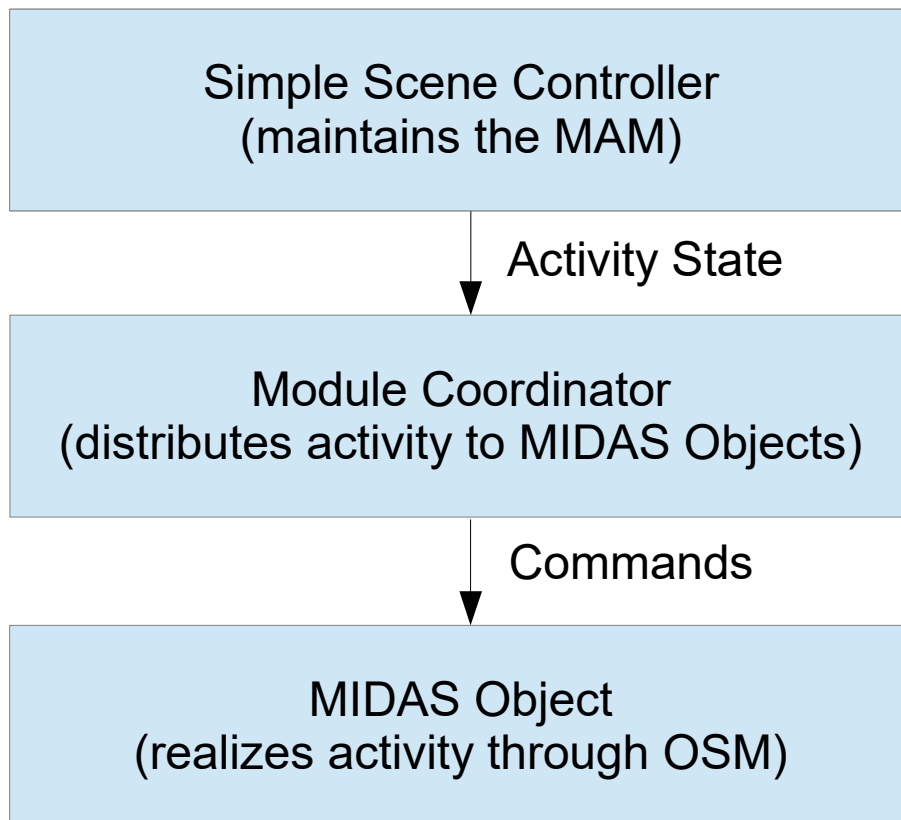 Simple Scene Controller
(maintains the MAM)
Activity State
Module Coordinator
(distributes activity to MIDAS Objects)
Commands
MIDAS Object
(realizes activity through OSM)